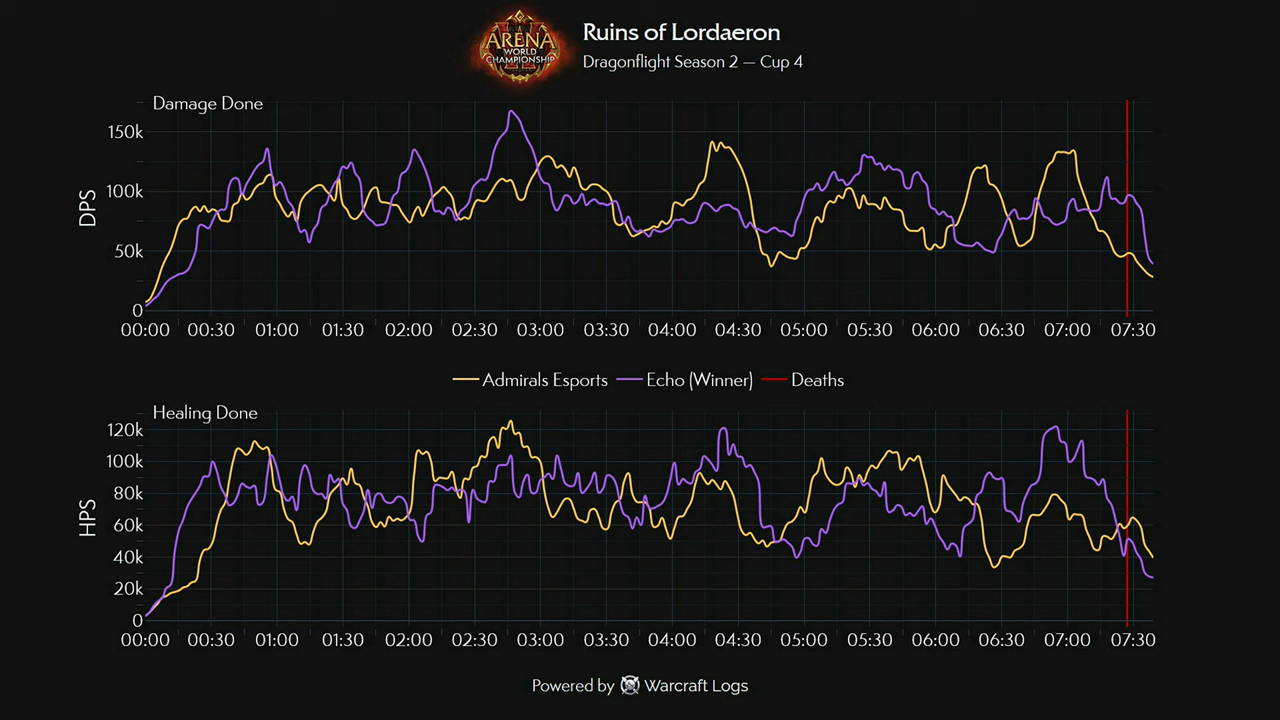 ARENA
WORLD
CHAMPIONSHIP
Ruins of Lordaeron
Dragonflight Season 2 — Cup 4
Damage Done
DPS
150k
100k
50k
0
00:00 00:30 01:00 01:30 02:00 02:30 03:00 03:30 04:00 04:30 05:00 05:30 06:00 06:30 07:00 07:30
Admirals Esports Echo (Winner) Deaths
Healing Done
HPS
120k
100k
80k
60k
40k
20k
0
00:00 00:30 01:00 01:30 02:00 02:30 03:00 03:30 04:00 04:30 05:00 05:30 06:00 06:30 07:00 07:30
Powered by Warcraft Logs